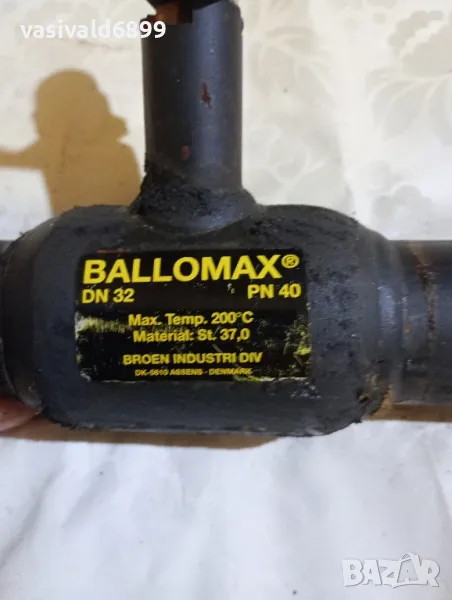 vasivald6899
BALLOMAX®
DN 32 PN 40
Max. Temp. 200°C
Material: St. 37,0
BROEN INDUSTRI DIV
DK-5610 ASSENS - DENMARK
BAZAR